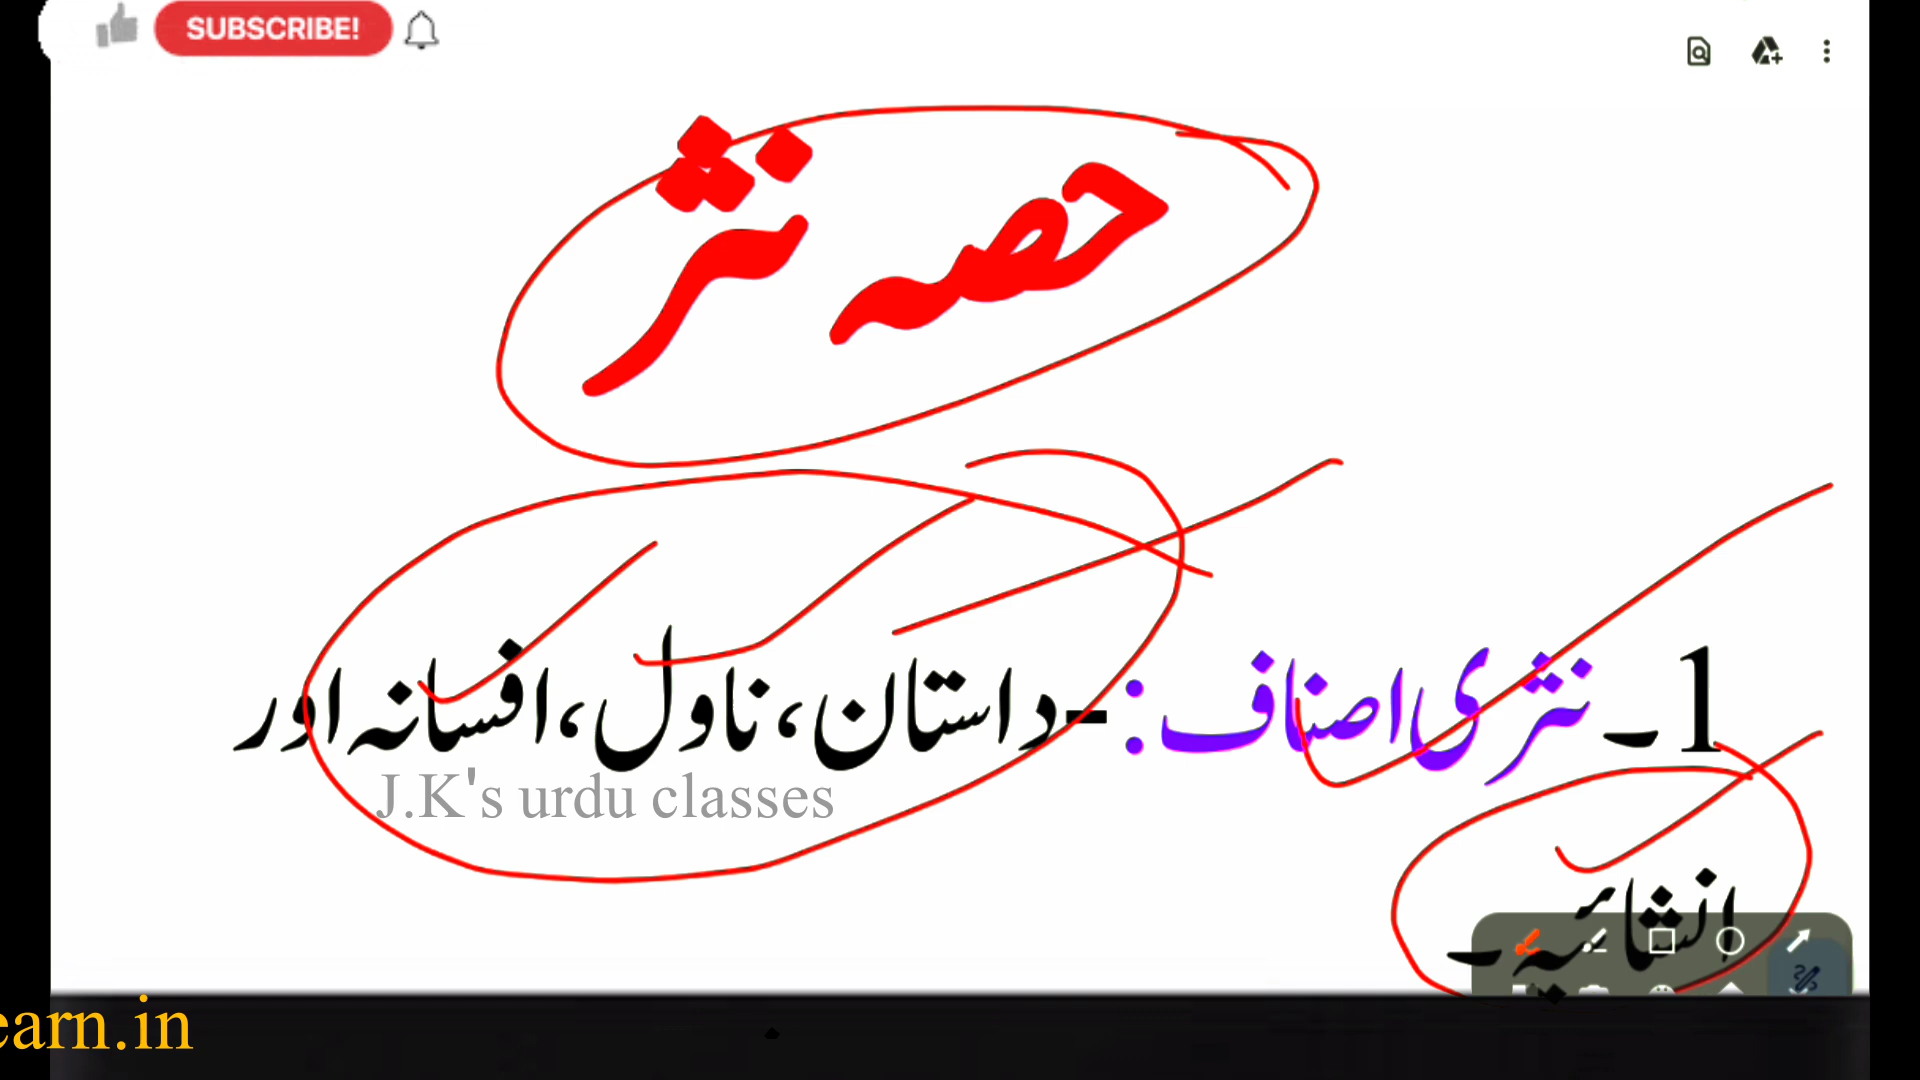 SUBSCRIBE!
حصہ نثر
1۔ نثری اصناف :- داستان، ناول، افسانہ اور
J.K's urdu classes
انشائیہ۔
earn.in